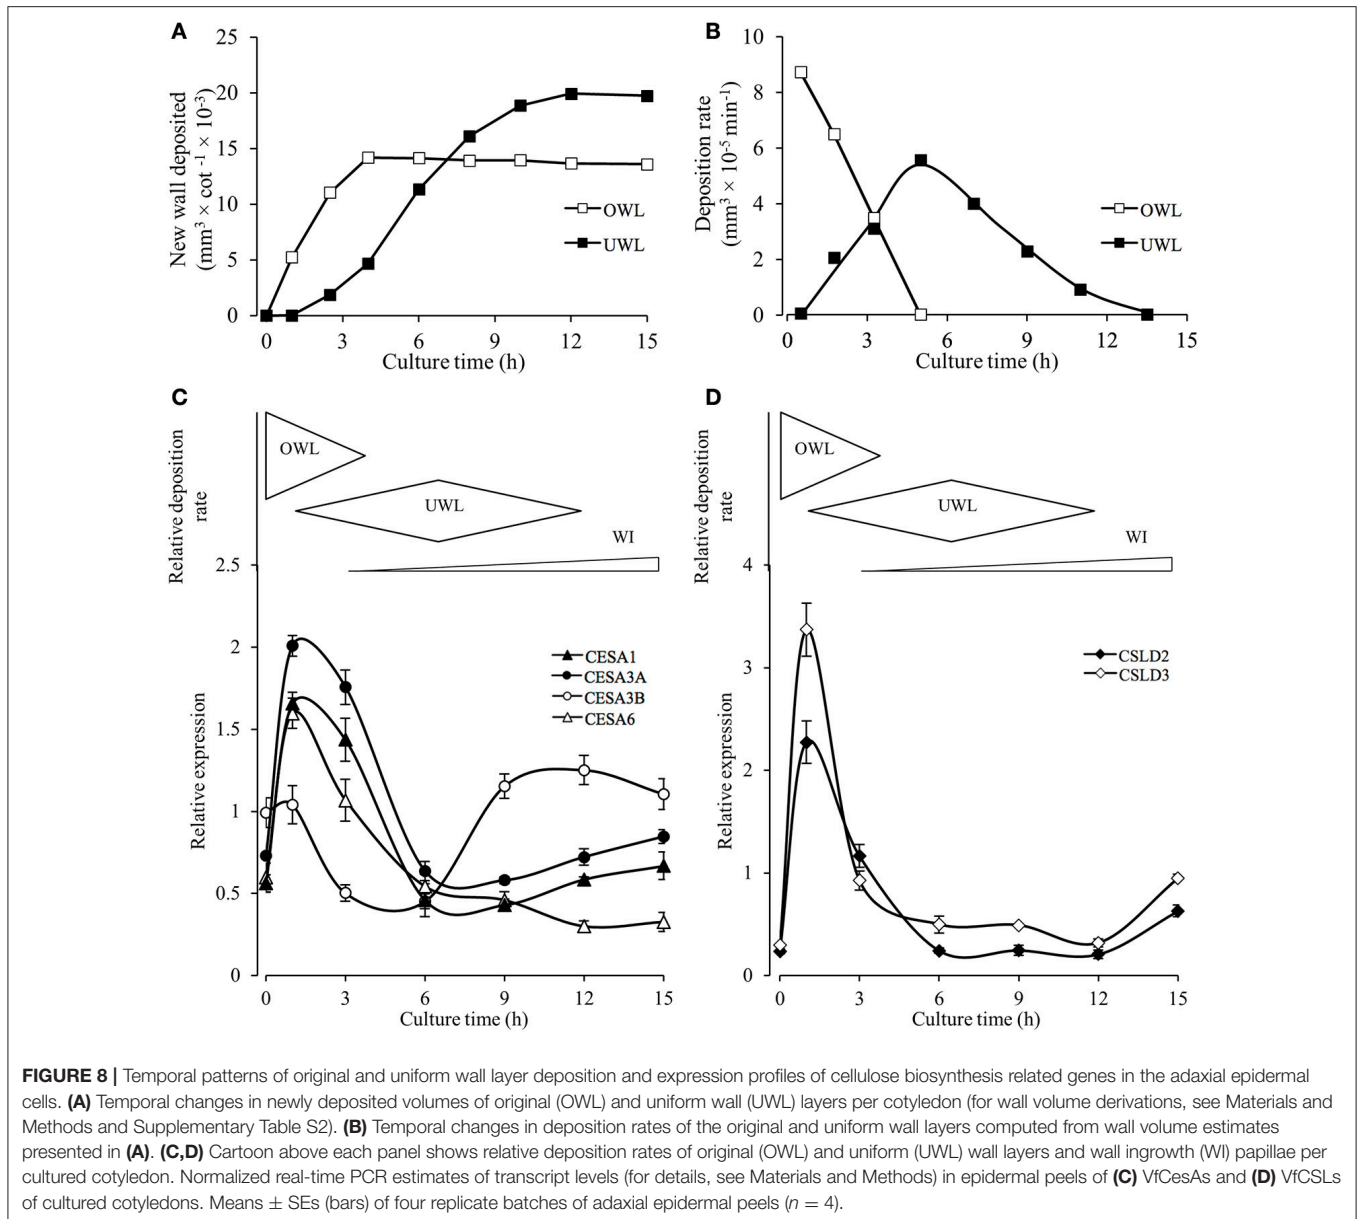 A
New wall deposited
(mm³ × cot ⁻¹ × 10⁻³)
25
20
15
10
5
0
OWL
UWL
0 3 6 9 12 15
Culture time (h)
B
Deposition rate
(mm³ × 10⁻⁵ min⁻¹)
10
8
6
4
2
0
OWL
UWL
0 3 6 9 12 15
Culture time (h)
C
Relative deposition
rate
OWL
UWL
WI
Relative expression
2.5
2
1.5
1
0.5
0
CESA1
CESA3A
CESA3B
CESA6
0 3 6 9 12 15
Culture time (h)
D
Relative deposition
rate
OWL
UWL
WI
Relative expression
4
3
2
1
0
CSLD2
CSLD3
0 3 6 9 12 15
Culture time (h)
FIGURE 8 | Temporal patterns of original and uniform wall layer deposition and expression profiles of cellulose biosynthesis related genes in the adaxial epidermal
cells. (A) Temporal changes in newly deposited volumes of original (OWL) and uniform wall (UWL) layers per cotyledon (for wall volume derivations, see Materials and
Methods and Supplementary Table S2). (B) Temporal changes in deposition rates of the original and uniform wall layers computed from wall volume estimates
presented in (A). (C,D) Cartoon above each panel shows relative deposition rates of original (OWL) and uniform (UWL) wall layers and wall ingrowth (WI) papillae per
cultured cotyledon. Normalized real-time PCR estimates of transcript levels (for details, see Materials and Methods) in epidermal peels of (C) VfCesAs and (D) VfCSLs
of cultured cotyledons. Means ± SEs (bars) of four replicate batches of adaxial epidermal peels (n = 4).